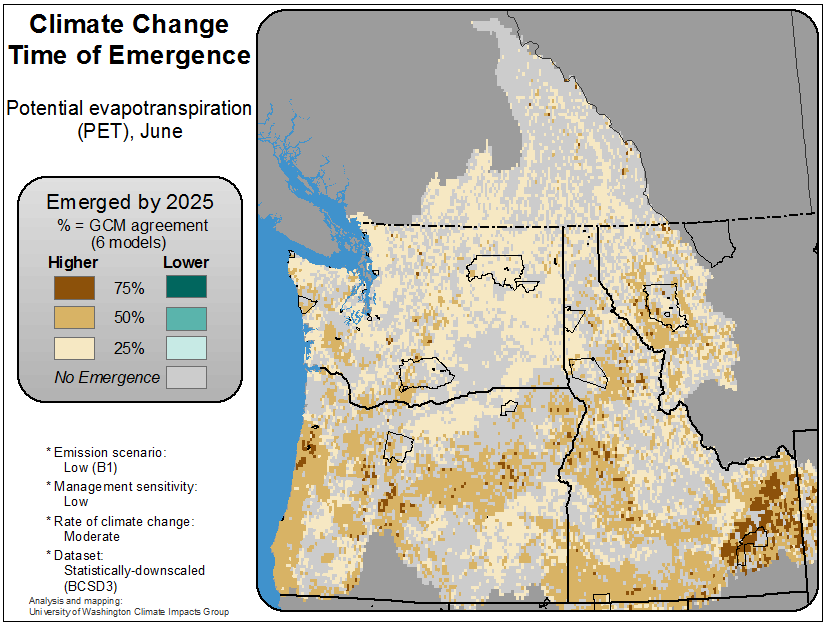 Climate Change
Time of Emergence
Potential evapotranspiration
(PET), June
Emerged by 2025
% = GCM agreement
(6 models)
Higher Lower
75%
50%
25%
No Emergence
* Emission scenario:
Low (B1)
* Management sensitivity:
Low
* Rate of climate change:
Moderate
* Dataset:
Statistically-downscaled
(BCSD3)
Analysis and mapping:
University of Washington Climate Impacts Group